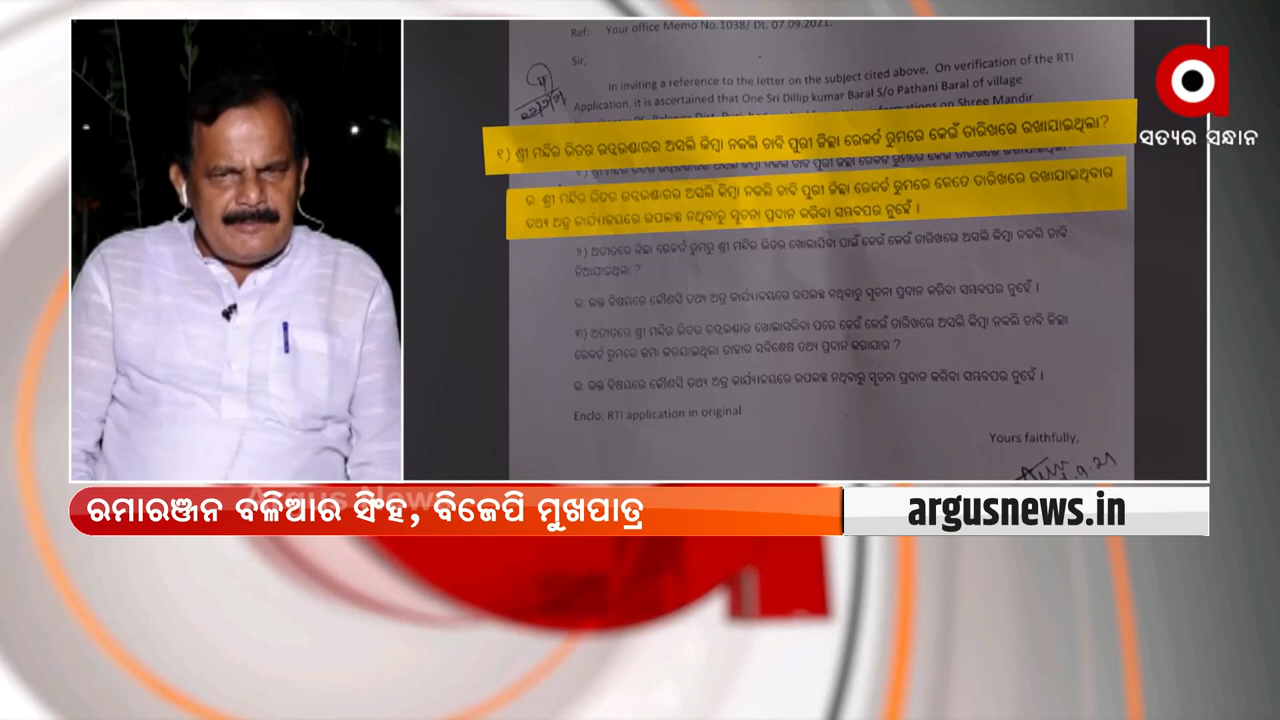 Ref: Your office Memo No.1038/ Dt. 07.09.2021.
Sir,
In inviting a reference to the letter on the subject cited above, On verification of the RTI
Application, it is ascertained that One Sri Dillip kumar Baral S/o Pathani Baral of village
informations on Shree Mandir
୧) ଶ୍ରୀ ମନ୍ଦିର ଭିତର ରତ୍ନଭଣ୍ଡାରର ଅସଲି କିମ୍ବା ନକଲି ଚାବି ପୁରୀ ଜିଲ୍ଲା ରେକର୍ଡ ରୁମରେ କେଉଁ ତାରିଖରେ ରଖାଯାଇଥିଲା?
ଉ. ଶ୍ରୀ ମନ୍ଦିର ଭିତର ରତ୍ନଭଣ୍ଡାରର ଅସଲି କିମ୍ବା ନକଲି ଚାବି ପୁରୀ ଜିଲ୍ଲା ରେକର୍ଡ ରୁମରେ କେତେ ତାରିଖରେ ରଖାଯାଇଥିବାର
ତଥ୍ୟ ଅତ୍ର କାର୍ଯ୍ୟାଳୟରେ ଉପଲବ୍ଧ ନଥିବାରୁ ସୂଚନା ପ୍ରଦାନ କରିବା ସମ୍ଭବପର ନୁହେଁ ।
୨) ଅତୀତରେ ଜିଲ୍ଲା ରେକର୍ଡ ରୁମରୁ ଶ୍ରୀ ମନ୍ଦିର ଭିତର ଖୋଲାଯିବା ପାଇଁ କେଉଁ କେଉଁ ତାରିଖରେ ଅସଲି କିମ୍ବା ନକଲି ଚାବି
ନିଆଯାଇଥିଲା ?
ଉ: ଉକ୍ତ ବିଷୟରେ କୌଣସି ତଥ୍ୟ ଅତ୍ର କାର୍ଯ୍ୟାଳୟରେ ଉପଲବ୍ଧ ନଥିବାରୁ ସୂଚନା ପ୍ରଦାନ କରିବା ସମ୍ଭବପର ନୁହେଁ ।
୩) ଅତୀତରେ ଶ୍ରୀ ମନ୍ଦିର ଭିତର ରତ୍ନଭଣ୍ଡାର ଖୋଲାସରିବା ପରେ କେଉଁ କେଉଁ ତାରିଖରେ ଅସଲି କିମ୍ବା ନକଲି ଚାବି ଜିଲ୍ଲା
ରେକର୍ଡ ରୁମରେ ଜମା କରାଯାଇଥିଲା ତାହାର ସବିଶେଷ ତଥ୍ୟ ପ୍ରଦାନ କରାଯାଉ ?
ଉ: ଉକ୍ତ ବିଷୟରେ କୌଣସି ତଥ୍ୟ ଅତ୍ର କାର୍ଯ୍ୟାଳୟରେ ଉପଲବ୍ଧ ନଥିବାରୁ ସୂଚନା ପ୍ରଦାନ କରିବା ସମ୍ଭବପର ନୁହେଁ ।
Enclo: RTI application in original
Yours faithfully,
ସତ୍ୟର ସନ୍ଧାନ
Argus News
ରମାରଞ୍ଜନ ବଳିଆର ସିଂହ, ବିଜେପି ମୁଖପାତ୍ର
argusnews.in